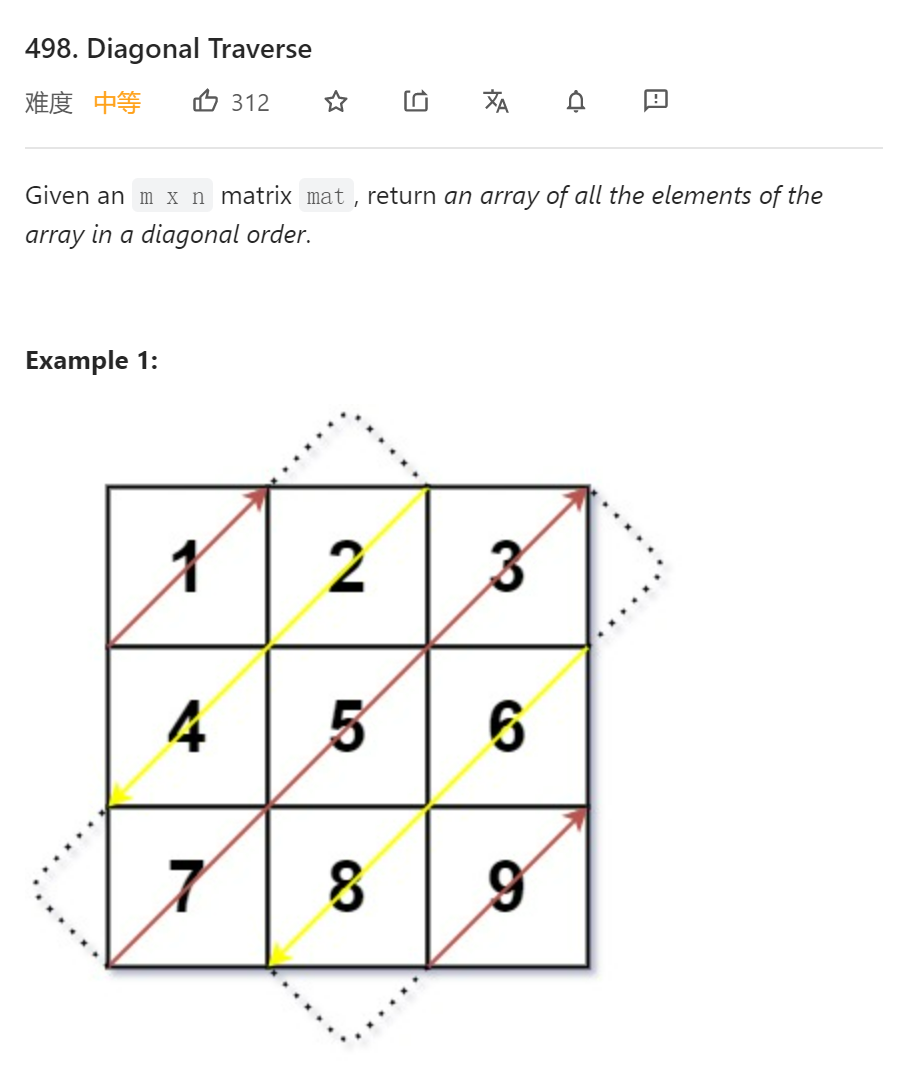 498. Diagonal Traverse
难度 中等 312
Given an m x n matrix mat, return an array of all the elements of the
array in a diagonal order.
Example 1:
1 2 3
4 5 6
7 8 9